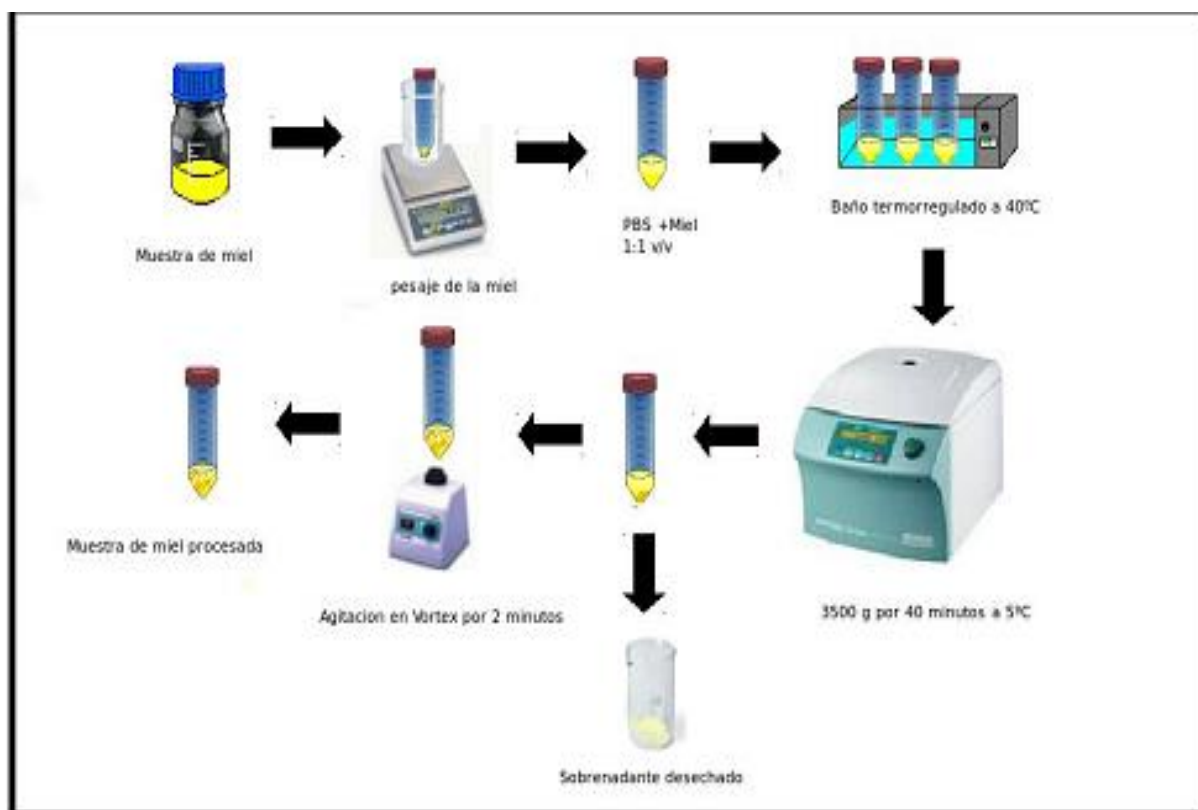 Muestra de miel
pesaje de la miel
PBS +Miel
1:1 v/v
Baño termorregulado a 40ºC
3500 g por 40 minutos a 5ºC
Sobrenadante desechado
Agitacion en Vortex por 2 minutos
Muestra de miel procesada